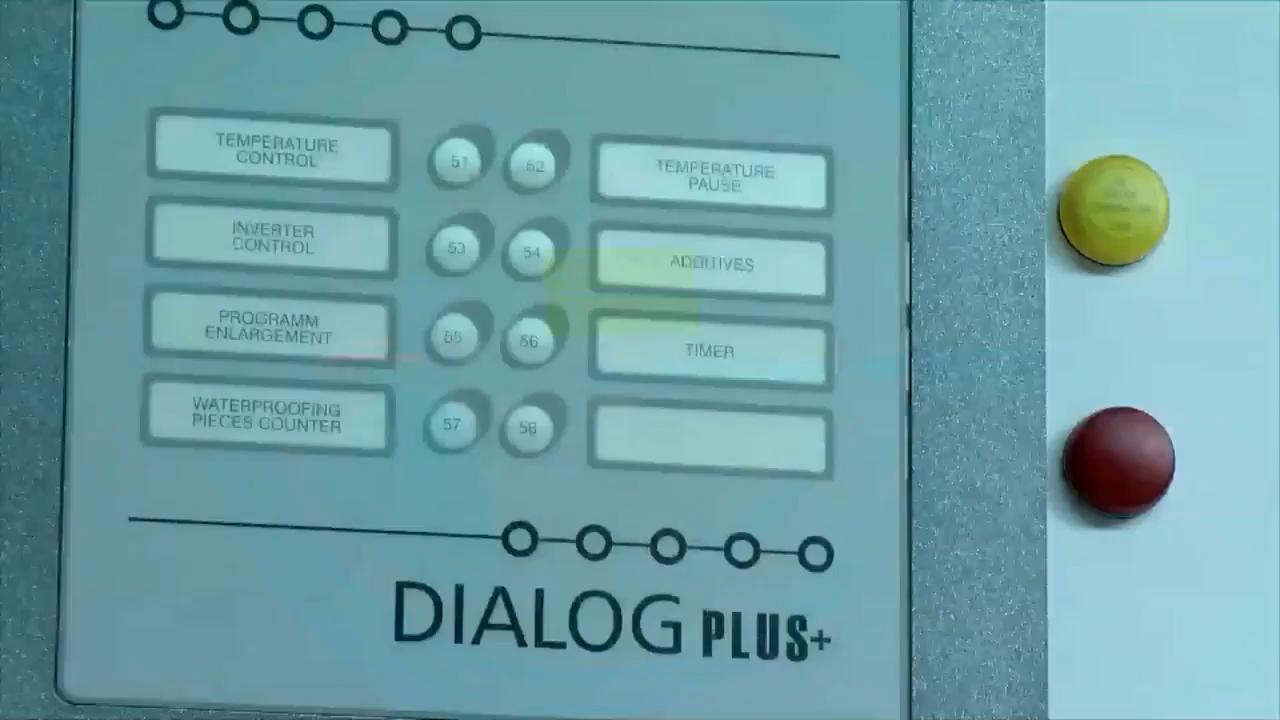 TEMPERATURE
CONTROL
51
52
TEMPERATURE
PAUSE
INVERTER
CONTROL
53
54
ADDITIVES
PROGRAMM
ENLARGEMENT
55
56
TIMER
WATERPROOFING
PIECES COUNTER
57
58
DIALOG PLUS+